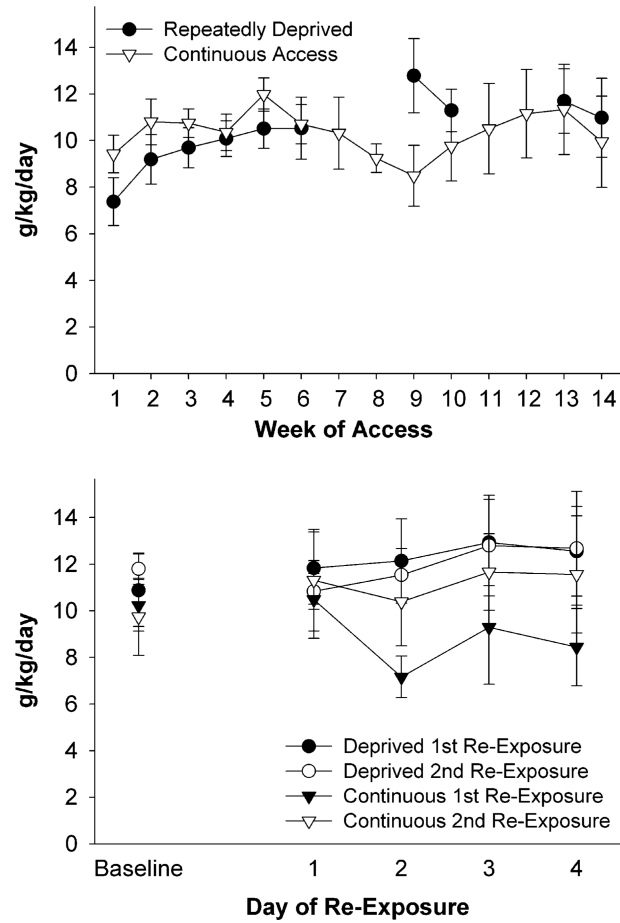 Repeatedly Deprived
Continuous Access
14
12
10
8
6
4
2
0
g/kg/day
1 2 3 4 5 6 7 8 9 10 11 12 13 14
Week of Access
14
12
10
8
6
4
2
0
g/kg/day
Deprived 1st Re-Exposure
Deprived 2nd Re-Exposure
Continuous 1st Re-Exposure
Continuous 2nd Re-Exposure
Baseline 1 2 3 4
Day of Re-Exposure